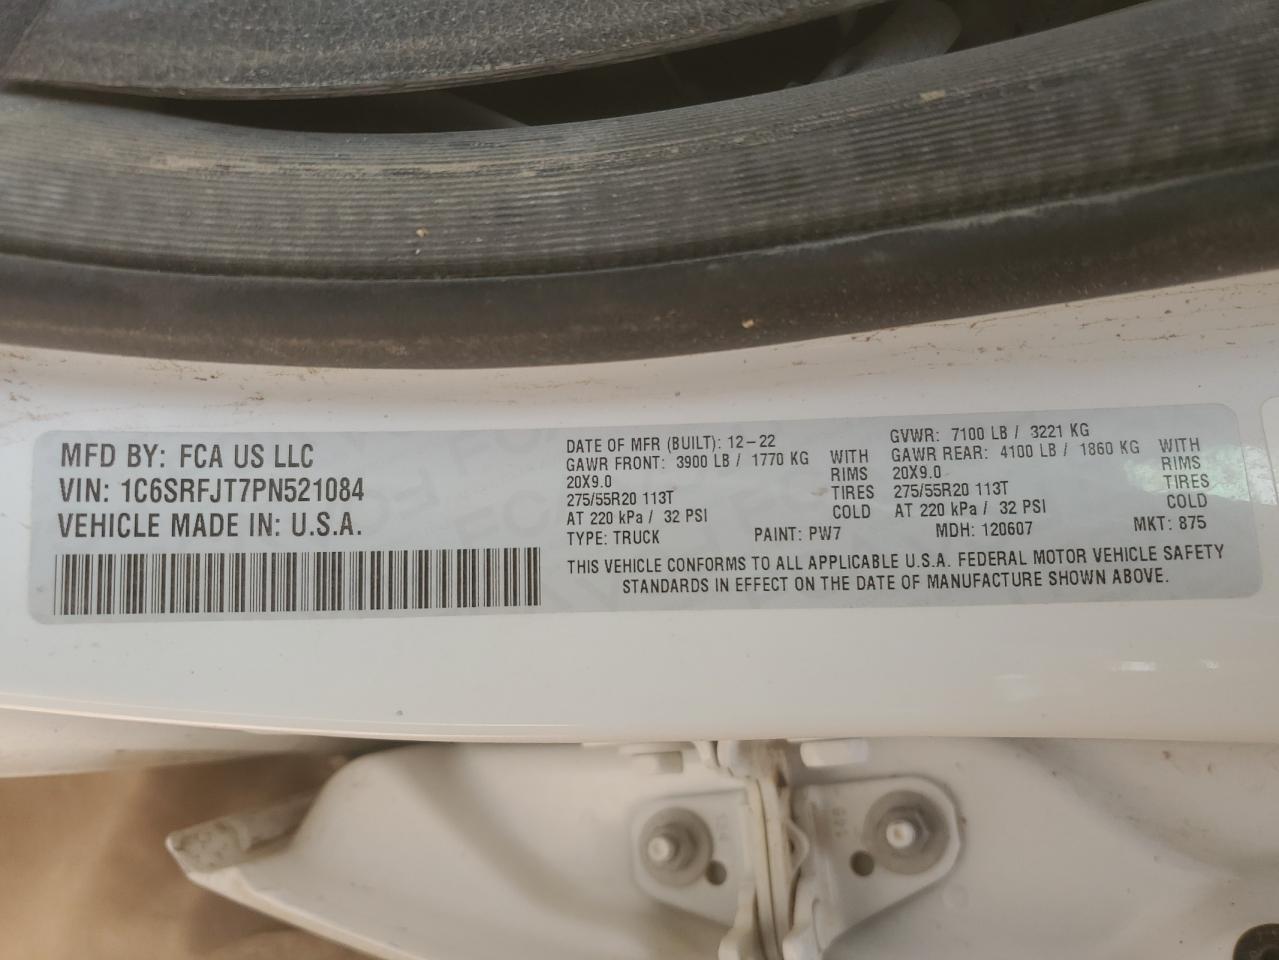 MFD BY: FCA US LLC
VIN: 1C6SRFJT7PN521084
VEHICLE MADE IN: U.S.A.
DATE OF MFR (BUILT): 12-22
GAWR FRONT: 3900 LB / 1770 KG WITH
20X9.0 RIMS
275/55R20 113T TIRES
AT 220 kPa / 32 PSI COLD
GVWR: 7100 LB / 3221 KG
GAWR REAR: 4100 LB / 1860 KG WITH
20X9.0 RIMS
275/55R20 113T TIRES
AT 220 kPa / 32 PSI COLD
TYPE: TRUCK PAINT: PW7 MDH: 120607 MKT: 875
THIS VEHICLE CONFORMS TO ALL APPLICABLE U.S.A. FEDERAL MOTOR VEHICLE SAFETY
STANDARDS IN EFFECT ON THE DATE OF MANUFACTURE SHOWN ABOVE.